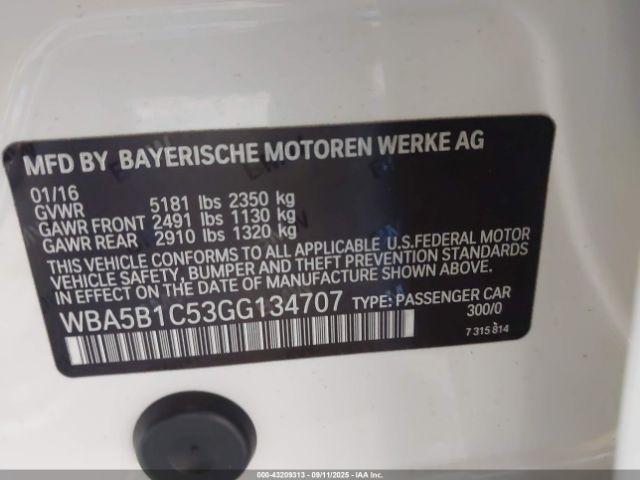 MFD BY BAYERISCHE MOTOREN WERKE AG
01/16
GVWR 5181 lbs 2350 kg
GAWR FRONT 2491 lbs 1130 kg
GAWR REAR 2910 lbs 1320 kg
THIS VEHICLE CONFORMS TO ALL APPLICABLE U.S.FEDERAL MOTOR
VEHICLE SAFETY, BUMPER AND THEFT PREVENTION STANDARDS
IN EFFECT ON THE DATE OF MANUFACTURE SHOWN ABOVE.
WBA5B1C53GG134707 TYPE: PASSENGER CAR
300/0
7 315 814
000-43209313 - 09/11/2025 - IAAI.com